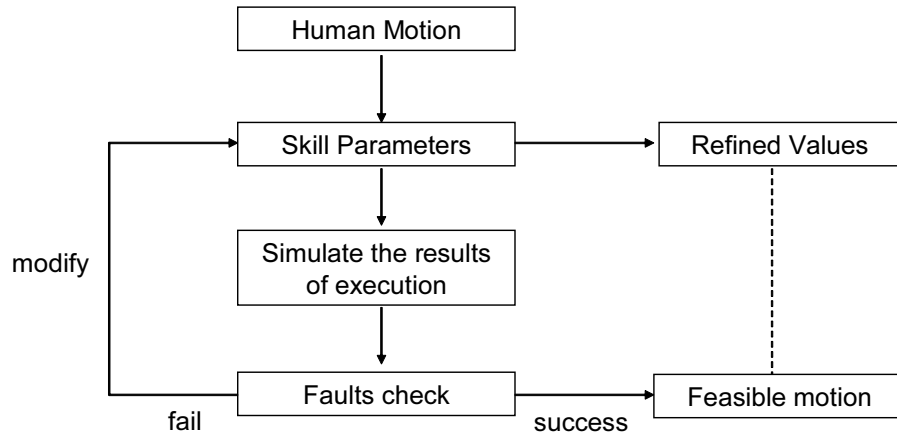 Human Motion
Skill Parameters
Refined Values
modify
Simulate the results
of execution
Faults check
Feasible motion
fail
success